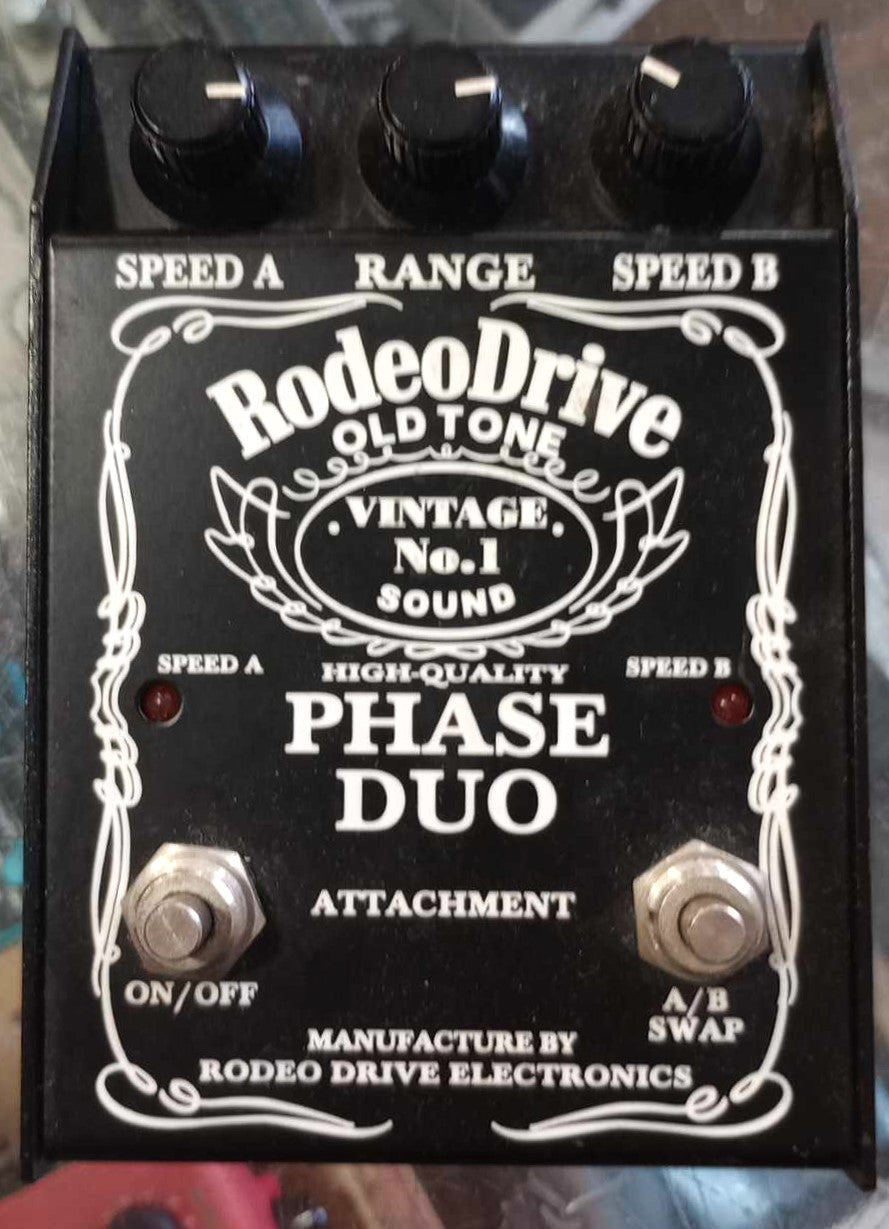 SPEED A RANGE SPEED B
RodeoDrive
OLD TONE
.VINTAGE.
No.1
SOUND
SPEED A HIGH-QUALITY SPEED B
PHASE
DUO
ATTACHMENT
ON/OFF
A/B
SWAP
MANUFACTURE BY
RODEO DRIVE ELECTRONICS